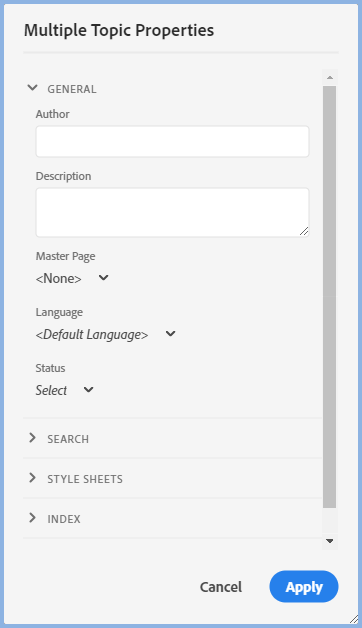 Multiple Topic Properties
GENERAL
Author
Description
Master Page
<None>
Language
<Default Language>
Status
Select
SEARCH
STYLE SHEETS
INDEX
Cancel Apply